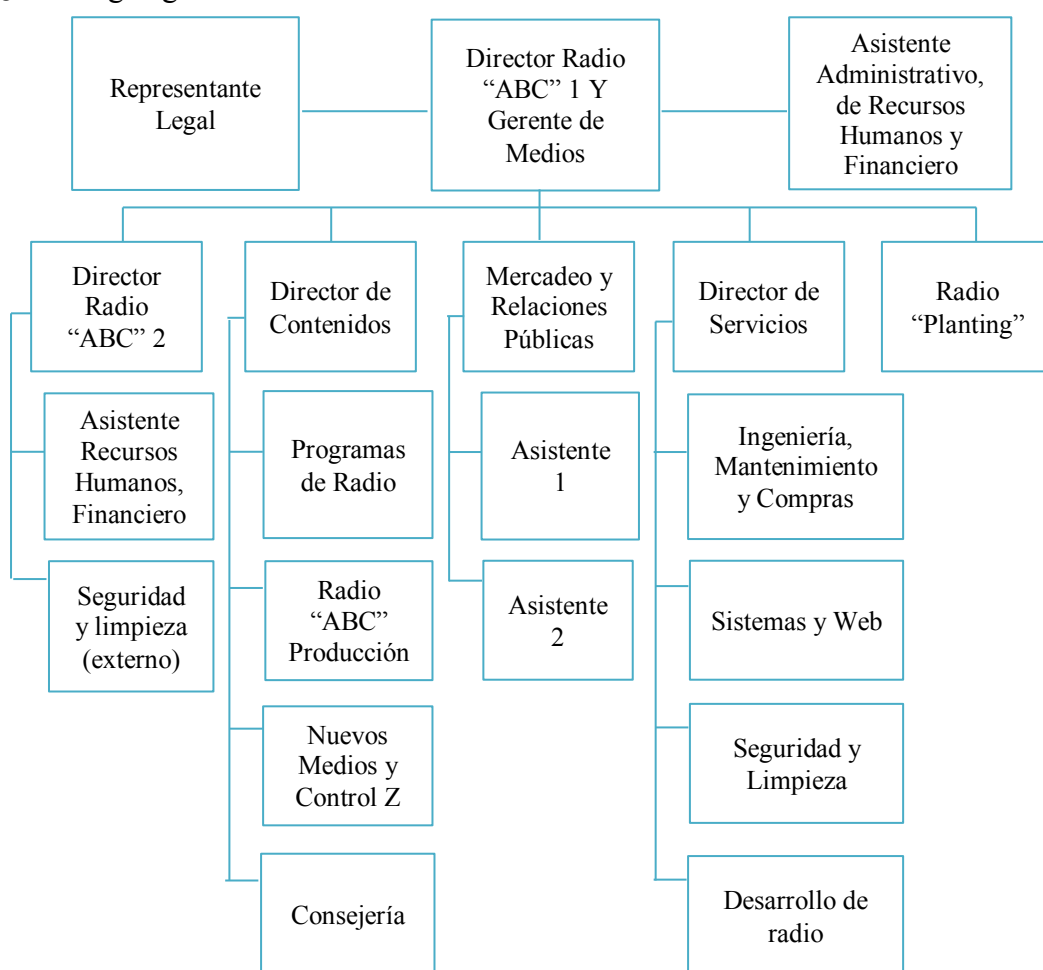 Representante
Legal
Director Radio
“ABC” 1 Y
Gerente de
Medios
Asistente
Administrativo,
de Recursos
Humanos y
Financiero
Director
Radio
“ABC” 2
Director de
Contenidos
Mercadeo y
Relaciones
Públicas
Director de
Servicios
Radio
“Planting”
Asistente
Recursos
Humanos,
Financiero
Programas
de Radio
Asistente
1
Ingeniería,
Mantenimiento
y Compras
Seguridad
y limpieza
(externo)
Radio
“ABC”
Producción
Asistente
2
Sistemas y Web
Nuevos
Medios y
Control Z
Seguridad y
Limpieza
Consejería
Desarrollo de
radio